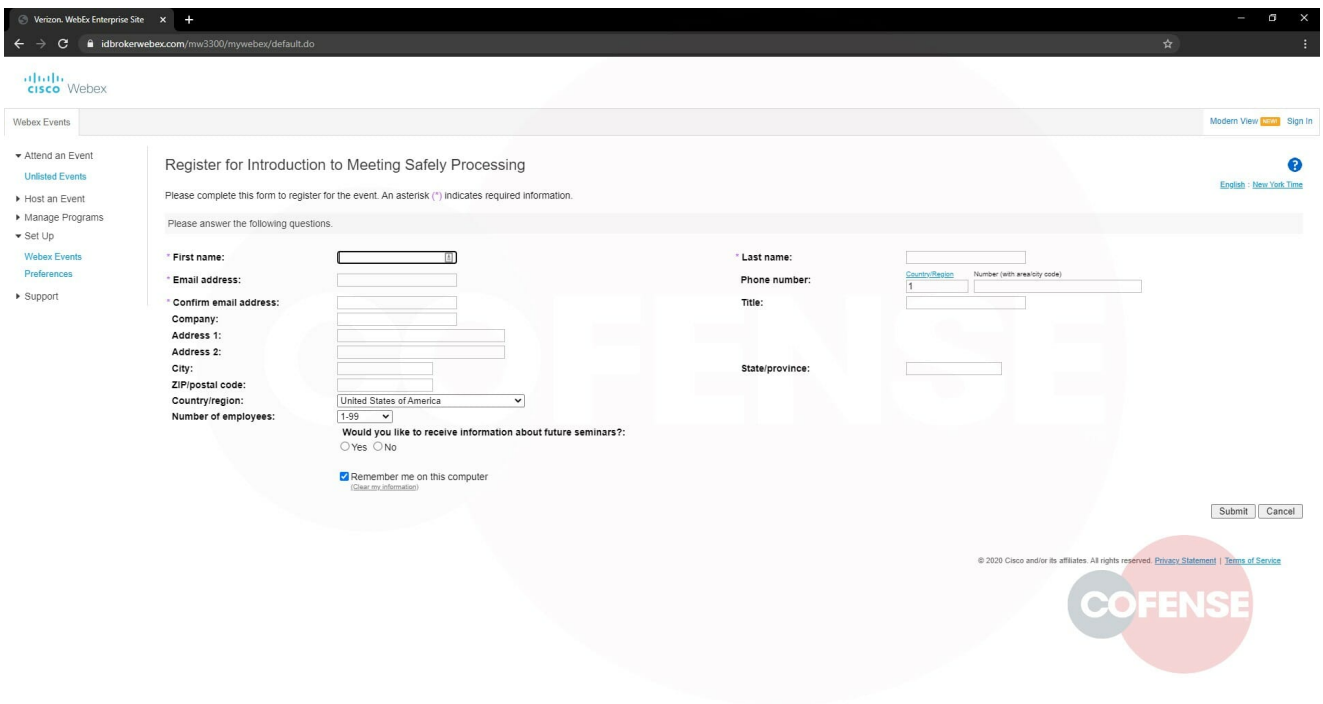 Verizon. WebEx Enterprise Site
idbrokerwebex.com/mw3300/mywebex/default.do
CISCO Webex
Webex Events
Modern View NEW! Sign In
Attend an Event
Unlisted Events
Host an Event
Manage Programs
Set Up
Webex Events
Preferences
Support
Register for Introduction to Meeting Safely Processing
?
English : New York Time
Please complete this form to register for the event. An asterisk (*) indicates required information.
Please answer the following questions.
* First name:
* Last name:
* Email address:
Phone number:
Country/Region
Number (with area/city code)
1
* Confirm email address:
Title:
Company:
Address 1:
Address 2:
City:
State/province:
ZIP/postal code:
Country/region:
United States of America
Number of employees:
1-99
Would you like to receive information about future seminars?:
Yes No
Remember me on this computer
(Clear my information)
Submit Cancel
© 2020 Cisco and/or its affiliates. All rights reserved. Privacy Statement | Terms of Service
COFENSE
COFENSE